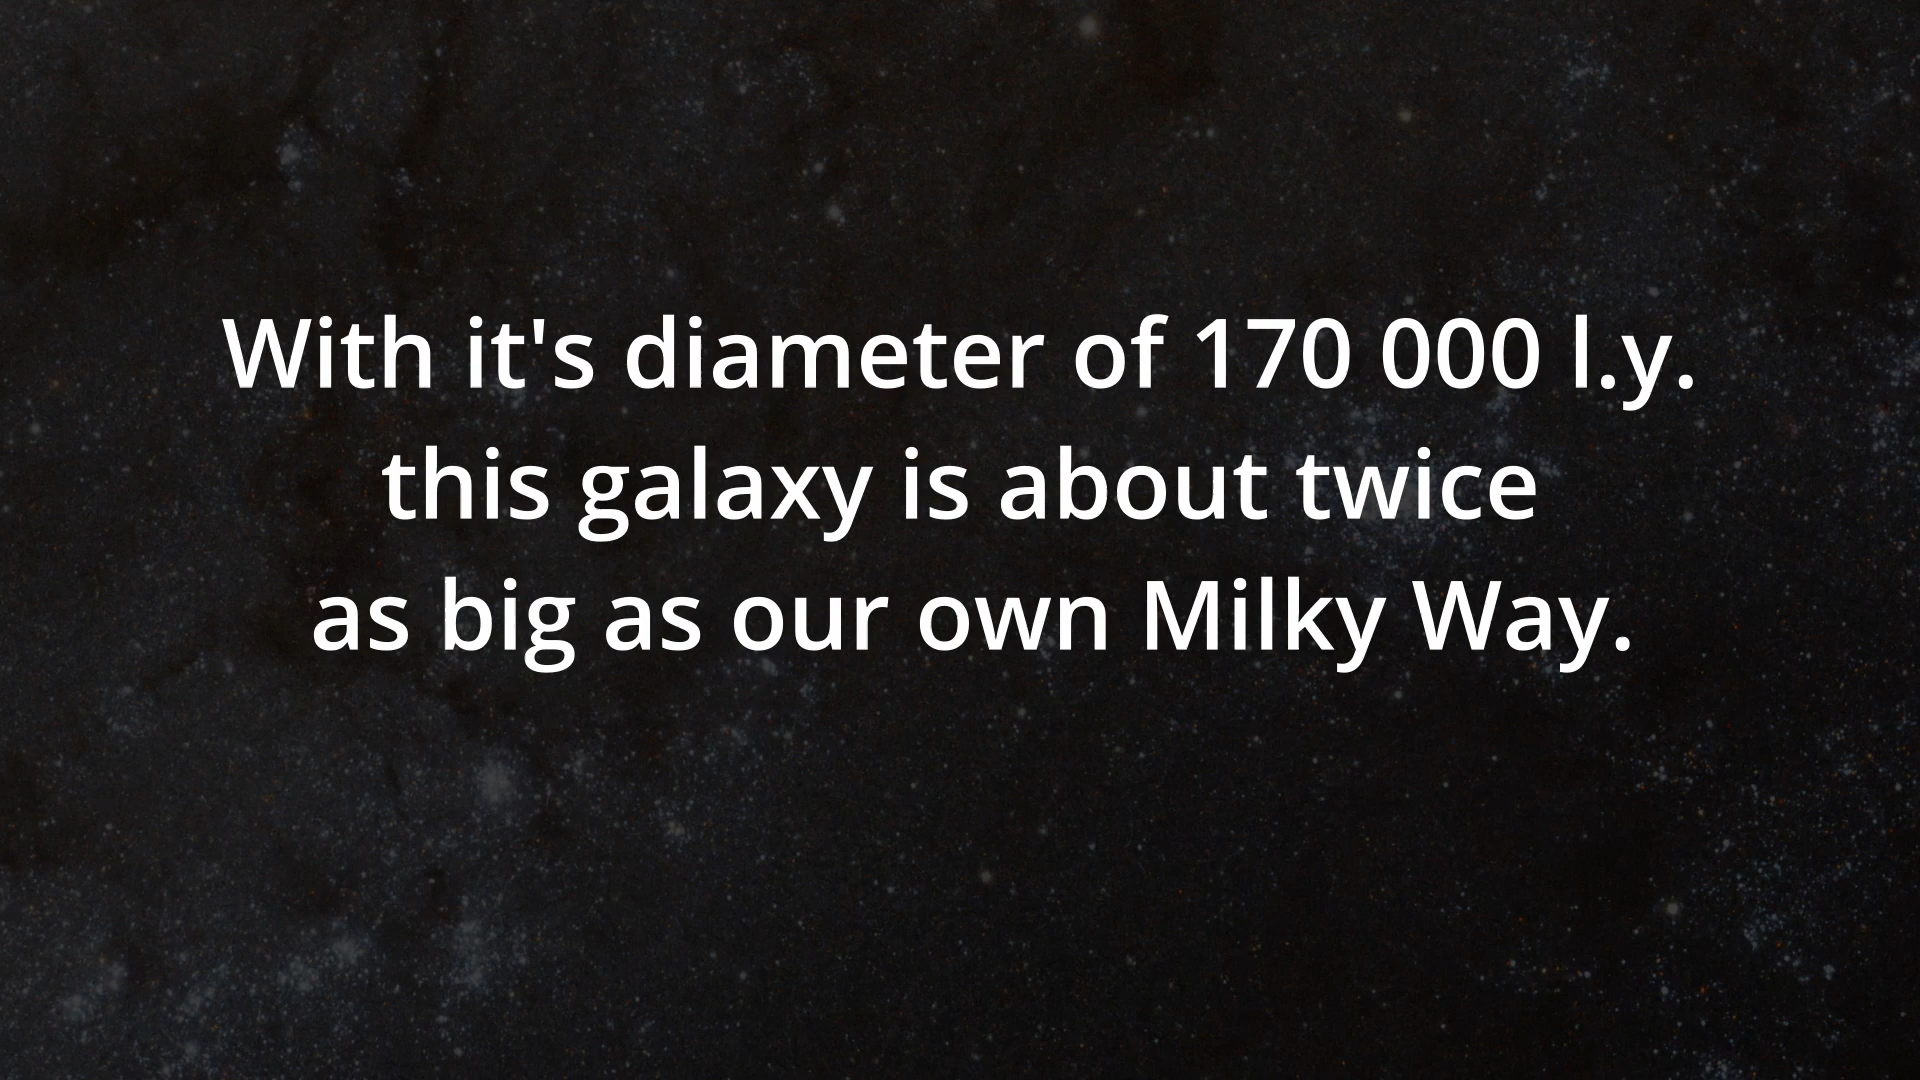 With it's diameter of 170 000 l.y.
this galaxy is about twice
as big as our own Milky Way.